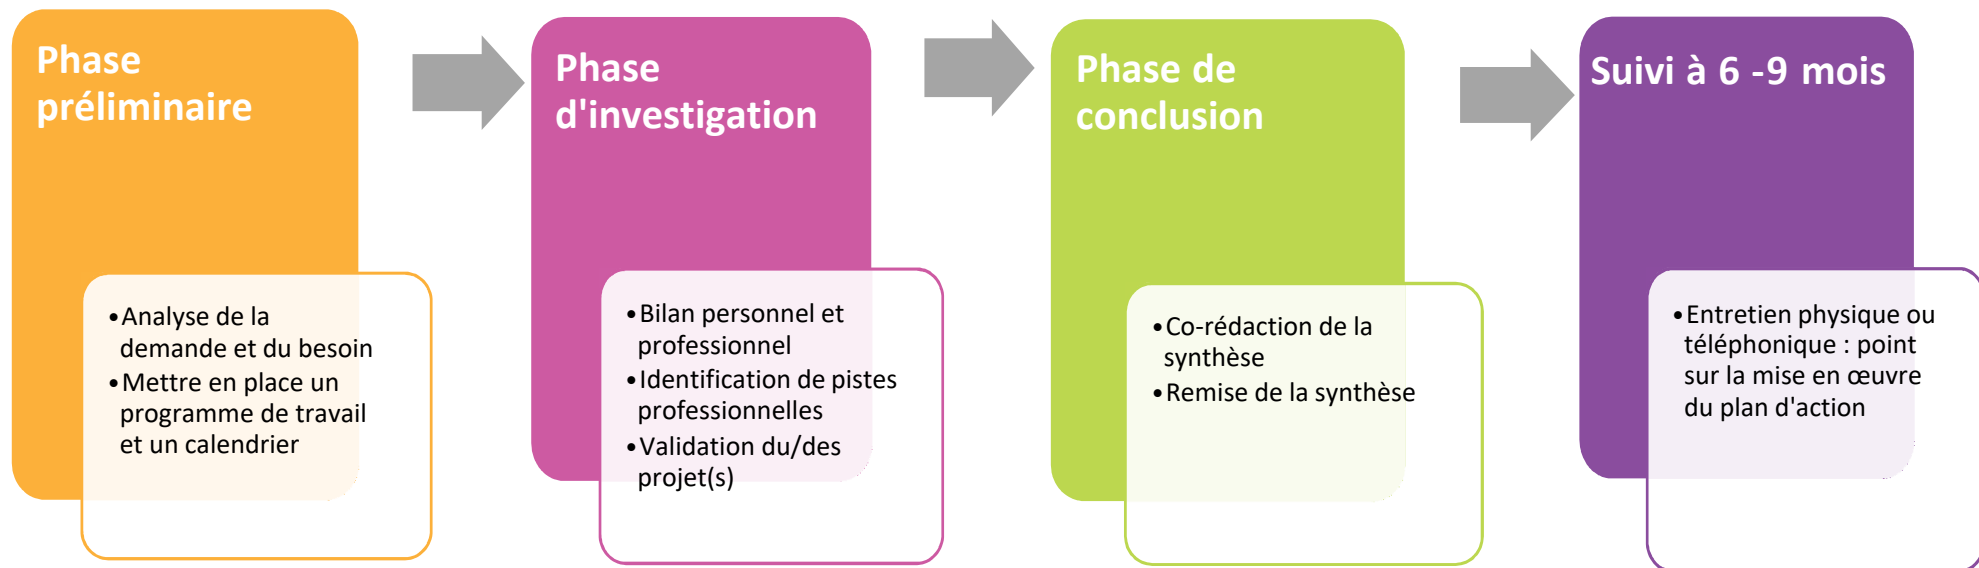 Phase
préliminaire
•Analyse de la
demande et du besoin
•Mettre en place un
programme de travail
et un calendrier
Phase
d'investigation
•Bilan personnel et
professionnel
•Identification de pistes
professionnelles
•Validation du/des
projet(s)
Phase de
conclusion
•Co-rédaction de la
synthèse
•Remise de la synthèse
Suivi à 6 -9 mois
•Entretien physique ou
téléphonique : point
sur la mise en œuvre
du plan d'action